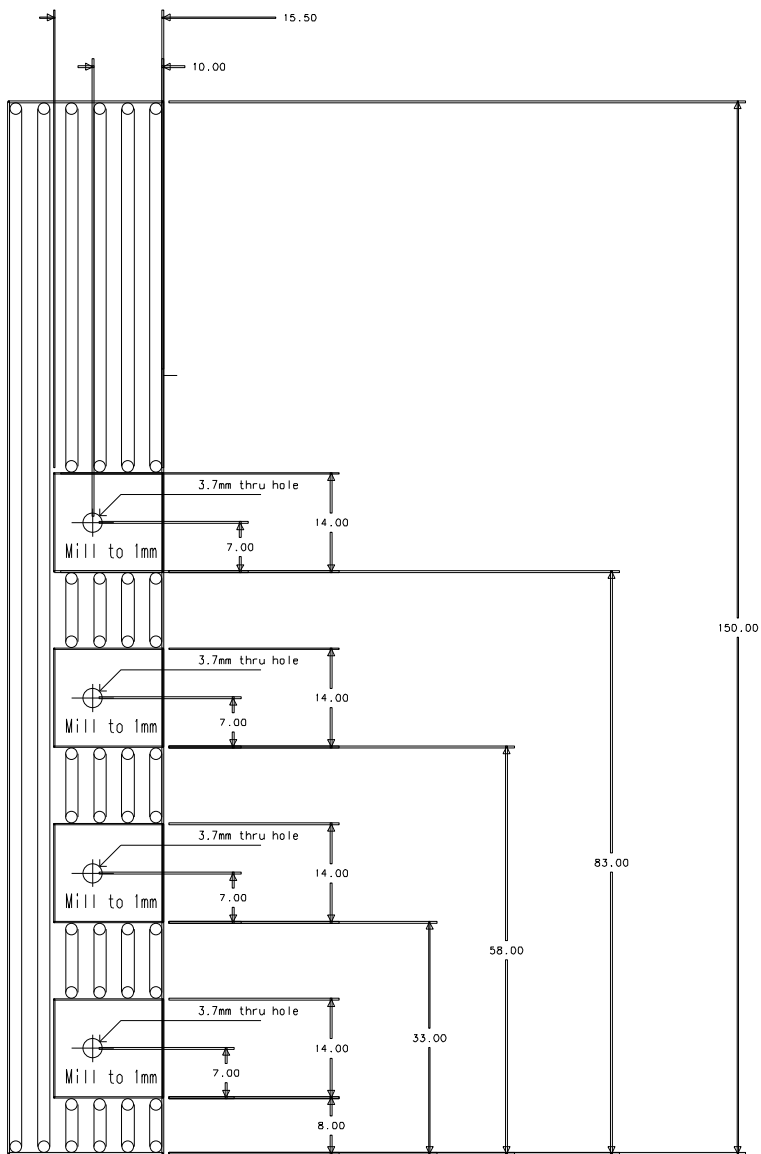 15.50
10.00
3.7mm thru hole
14.00
7.00
Mill to 1mm
150.00
3.7mm thru hole
14.00
7.00
Mill to 1mm
3.7mm thru hole
83.00
14.00
7.00
Mill to 1mm
58.00
3.7mm thru hole
33.00
14.00
7.00
Mill to 1mm
8.00